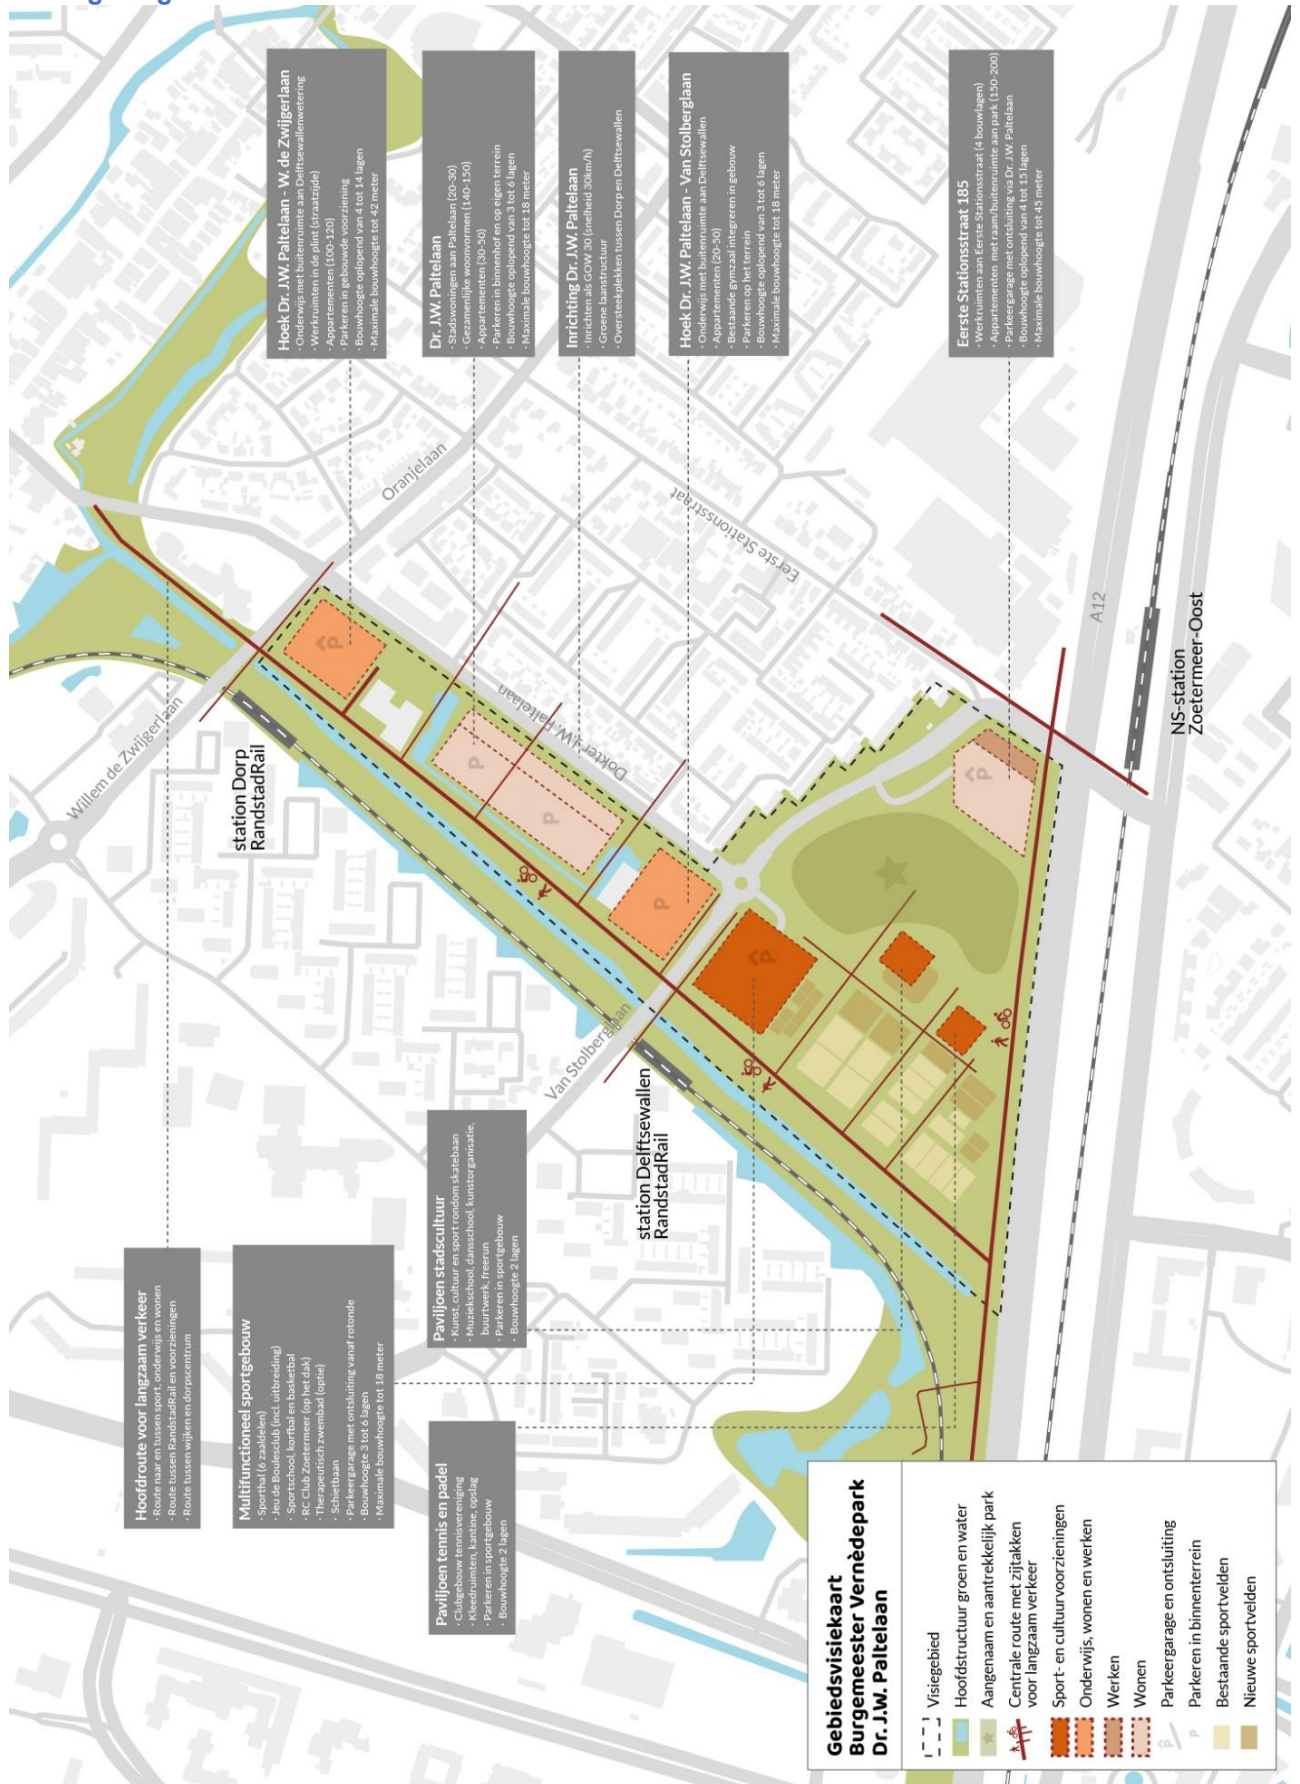 Hoek Dr. J.W. Paltelaan - W. de Zwijgerlaan
· Onderwijs met buitenruimte aan Delftsewallenwetering
· Werkruimten in de plint (straatzijde)
· Appartementen (100-120)
· Parkeren in gebouwde voorziening
· Bouwhoogte oplopend van 4 tot 14 lagen
· Maximale bouwhoogte tot 42 meter
Dr. J.W. Paltelaan
· Stadswoningen aan Paltelaan (20-30)
· Gezamenlijke woonvormen (140-150)
· Appartementen (30-50)
· Parkeren in binnenhof en op eigen terrein
· Bouwhoogte oplopend van 3 tot 6 lagen
· Maximale bouwhoogte tot 18 meter
Inrichting Dr. J.W. Paltelaan
· Inrichten als GOW 30 (snelheid 30km/h)
· Groene laanstructuur
· Oversteekplekken tussen Dorp en Delftsewallen
Hoek Dr. J.W. Paltelaan - Van Stolberglaan
· Onderwijs met buitenruimte aan Delftsewallen
· Appartementen (20-50)
· Bestaande gymzaal integreren in gebouw
· Parkeren op het terrein
· Bouwhoogte oplopend van 3 tot 6 lagen
· Maximale bouwhoogte tot 18 meter
Eerste Stationsstraat 185
· Werkruimten aan Eerste Stationsstraat (4 bouwlagen)
· Appartementen met raam/buitenruimte aan park (150-200)
· Parkeergarage met ontsluiting via Dr. J.W. Paltelaan
· Bouwhoogte oplopend van 4 tot 15 lagen
· Maximale bouwhoogte tot 45 meter
Willem de Zwijgerlaan
Oranjelaan
station Dorp
RandstadRail
Dokter J.W. Paltelaan
Eerste Stationsstraat
Van Stolberglaan
station Delftsewallen
RandstadRail
A12
NS-station
Zoetermeer-Oost
P
P
P
P
P
P
Hoofdroute voor langzaam verkeer
· Route naar en tussen sport, onderwijs en wonen
· Route tussen RandstadRail en voorzieningen
· Route tussen wijken en dorpscentrum
Multifunctioneel sportgebouw
· Sporthal (6 zaaldelen)
· Jeu de Boulesclub (incl. uitbreiding)
· Sportschool, korfbal en basketbal
· RC Club Zoetermeer (op het dak)
· Therapeutisch zwembad (optie)
· Schietbaan
· Parkeergarage met ontsluiting vanaf rotonde
· Bouwhoogte 3 tot 6 lagen
· Maximale bouwhoogte tot 18 meter
Paviljoen stadscultuur
· Kunst, cultuur en sport rondom skatebaan
· Muziekschool, dansschool, kunstorganisatie,
buurtwerk, freerun
· Parkeren in sportgebouw
· Bouwhoogte 2 lagen
Paviljoen tennis en padel
· Clubgebouw tennisvereniging
· Kleedruimten, kantine, opslag
· Parkeren in sportgebouw
· Bouwhoogte 2 lagen
Gebiedsvisiekaart
Burgemeester Vernèdepark
Dr. J.W. Paltelaan
Visiegebied
Hoofdstructuur groen en water
Aangenaam en aantrekkelijk park
Centrale route met zijtakken
voor langzaam verkeer
Sport- en cultuurvoorzieningen
Onderwijs, wonen en werken
Werken
Wonen
P Parkeergarage en ontsluiting
P Parkeren in binnenterrein
Bestaande sportvelden
Nieuwe sportvelden